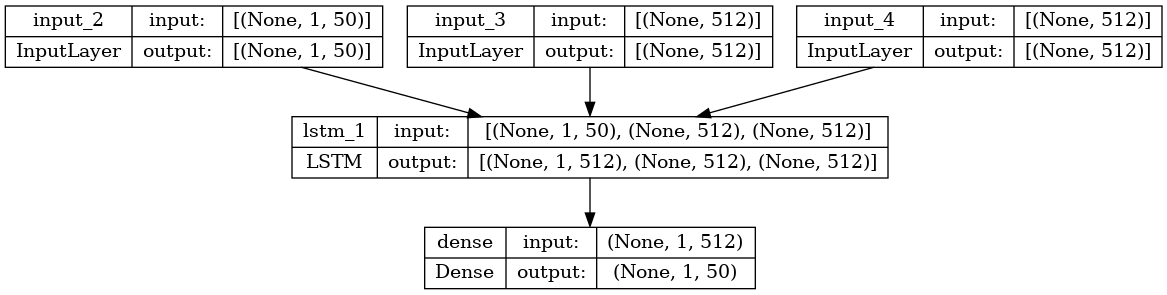 input_2 input: [(None, 1, 50)]
InputLayer output: [(None, 1, 50)]
input_3 input: [(None, 512)]
InputLayer output: [(None, 512)]
input_4 input: [(None, 512)]
InputLayer output: [(None, 512)]
lstm_1 input: [(None, 1, 50), (None, 512), (None, 512)]
LSTM output: [(None, 1, 512), (None, 512), (None, 512)]
dense input: (None, 1, 512)
Dense output: (None, 1, 50)